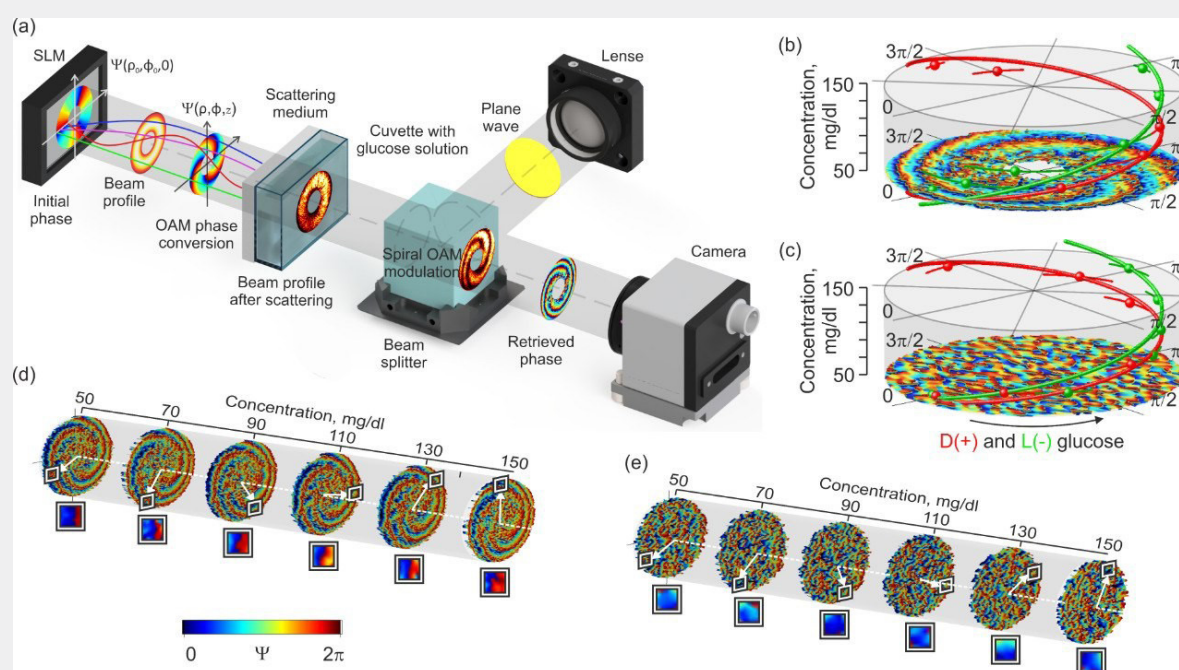 (a)
SLM
Ψ(ρ₀,ϕ₀,0)
Ψ(ρ,ϕ,z)
Initial
phase
Beam
profile
OAM phase
conversion
Scattering
medium
Beam profile
after scattering
Cuvette with
glucose solution
Plane
wave
Lense
Spiral OAM
modulation
Beam
splitter
Retrieved
phase
Camera
(b)
Concentration,
mg/dl
150
100
50
3π/2
π
0
π/2
3π/2
π
0
π/2
(c)
Concentration,
mg/dl
150
100
50
3π/2
π
0
π/2
3π/2
π
0
π/2
D(+) and L(-) glucose
(d)
Concentration, mg/dl
50
70
90
110
130
150
0 Ψ 2π
(e)
Concentration, mg/dl
50
70
90
110
130
150